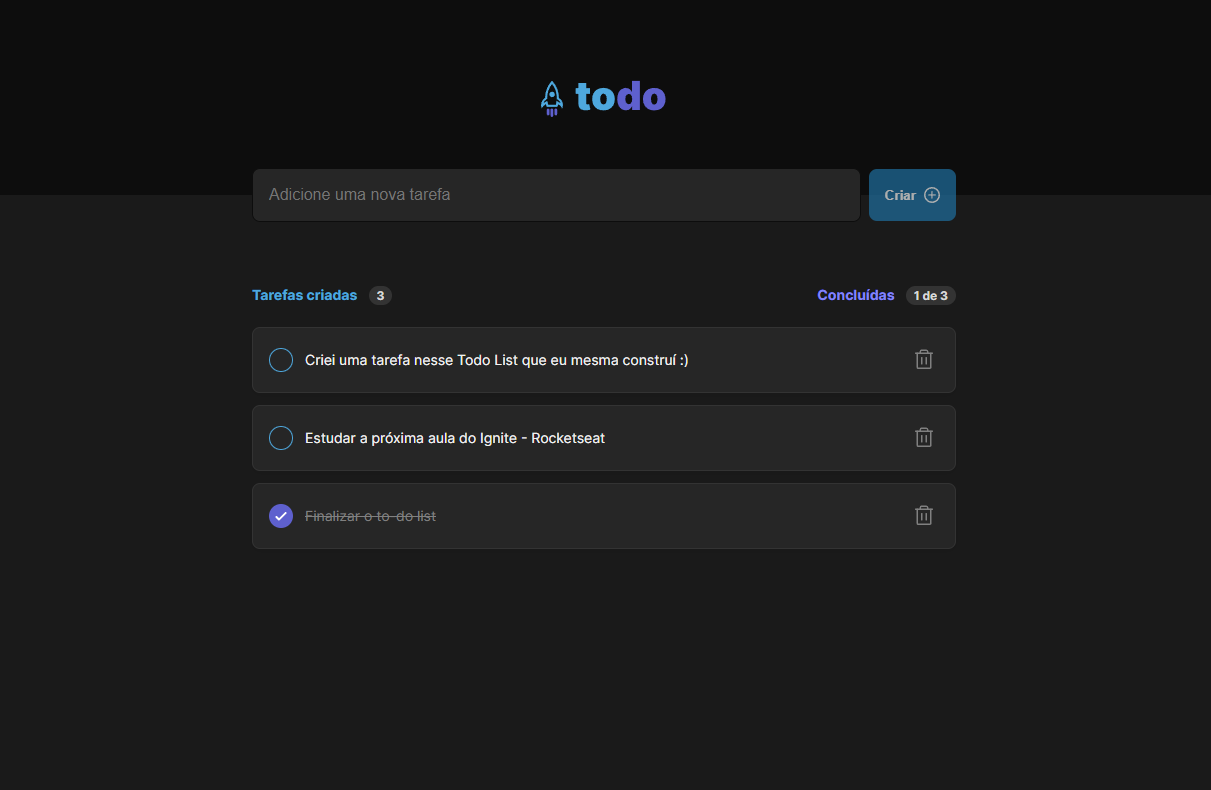 todo
Adicione uma nova tarefa
Criar
Tarefas criadas 3
Concluídas 1 de 3
Criei uma tarefa nesse Todo List que eu mesma construí :)
Estudar a próxima aula do Ignite - Rocketseat
Finalizar o to-do list